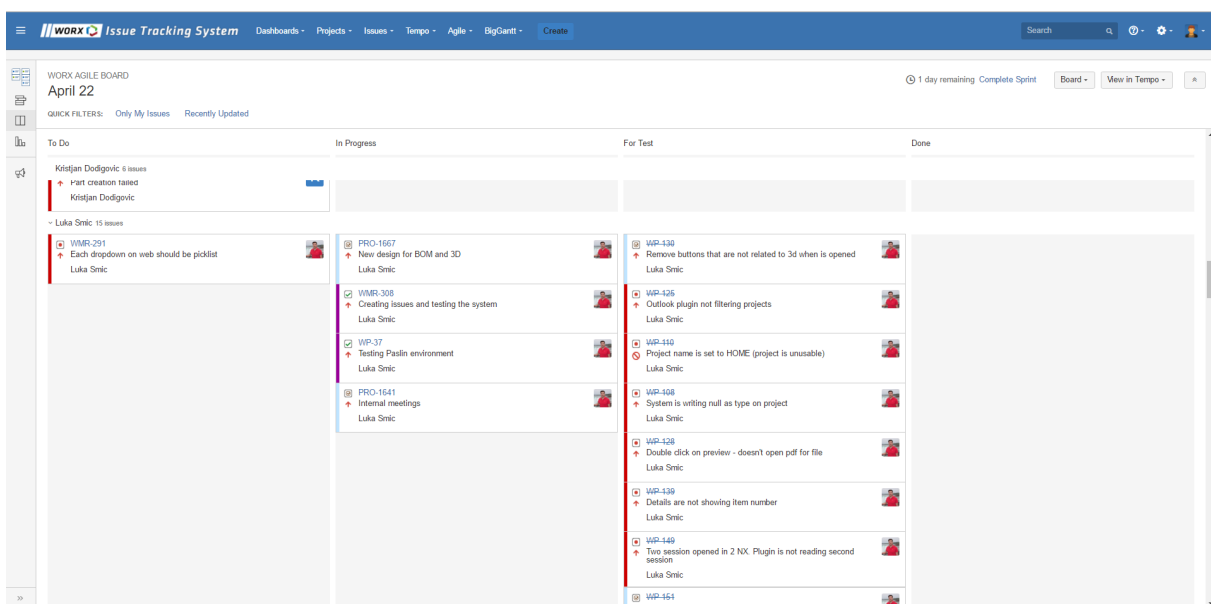 WORX Issue Tracking System Dashboards Projects Issues Tempo Agile BigGantt Create Search
WORX AGILE BOARD
April 22
1 day remaining Complete Sprint Board View in Tempo
QUICK FILTERS: Only My Issues Recently Updated
To Do In Progress For Test Done
Kristjan Dodigovic 6 issues
Part creation failed
Kristjan Dodigovic
Luka Smic 15 issues
WMR-291
Each dropdown on web should be picklist
Luka Smic
PRO-1667
New design for BOM and 3D
Luka Smic
WMR-308
Creating issues and testing the system
Luka Smic
WP-37
Testing Paslin environment
Luka Smic
PRO-1641
Internal meetings
Luka Smic
WP-130
Remove buttons that are not related to 3d when is opened
Luka Smic
WP-125
Outlook plugin not filtering projects
Luka Smic
WP-110
Project name is set to HOME (project is unusable)
Luka Smic
WP-108
System is writing null as type on project
Luka Smic
WP-128
Double click on preview - doesn't open pdf for file
Luka Smic
WP-139
Details are not showing item number
Luka Smic
WP-149
Two session opened in 2 NX. Plugin is not reading second
session
Luka Smic
WP-151